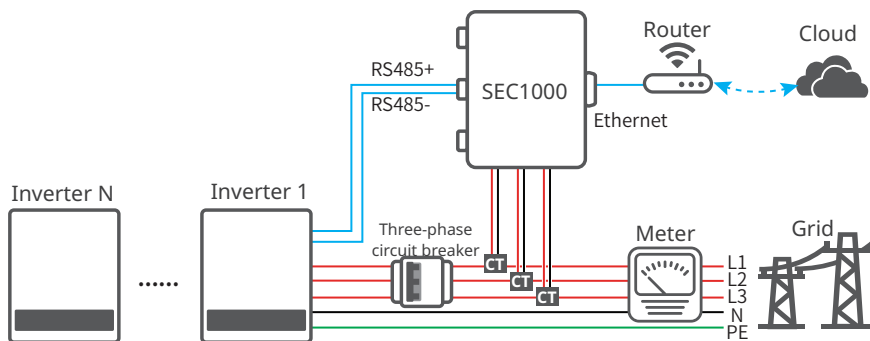 Router
Cloud
RS485+
SEC1000
RS485-
Ethernet
Inverter N
Inverter 1
Three-phase
circuit breaker
Meter
Grid
CT
CT
CT
L1
L2
L3
N
PE
......